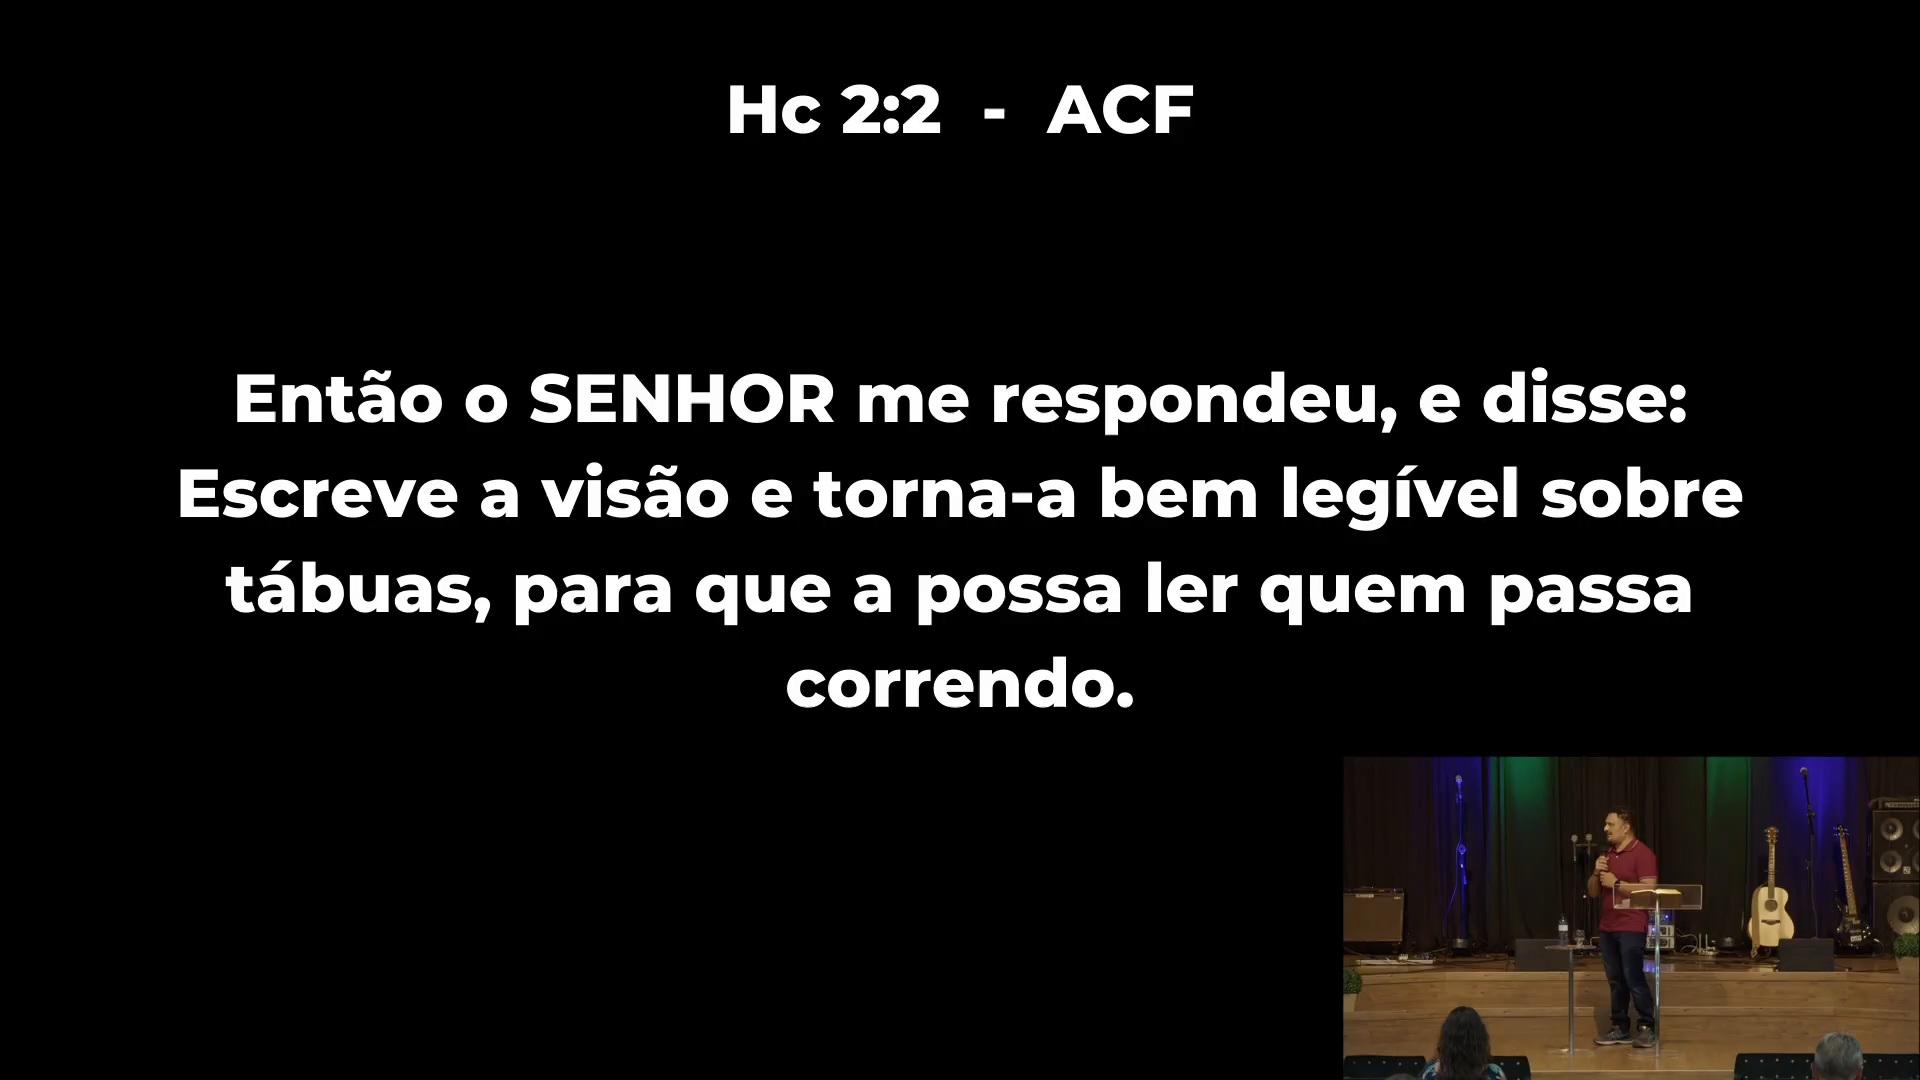 Hc 2:2 - ACF
Então o SENHOR me respondeu, e disse:
Escreve a visão e torna-a bem legível sobre
tábuas, para que a possa ler quem passa
correndo.